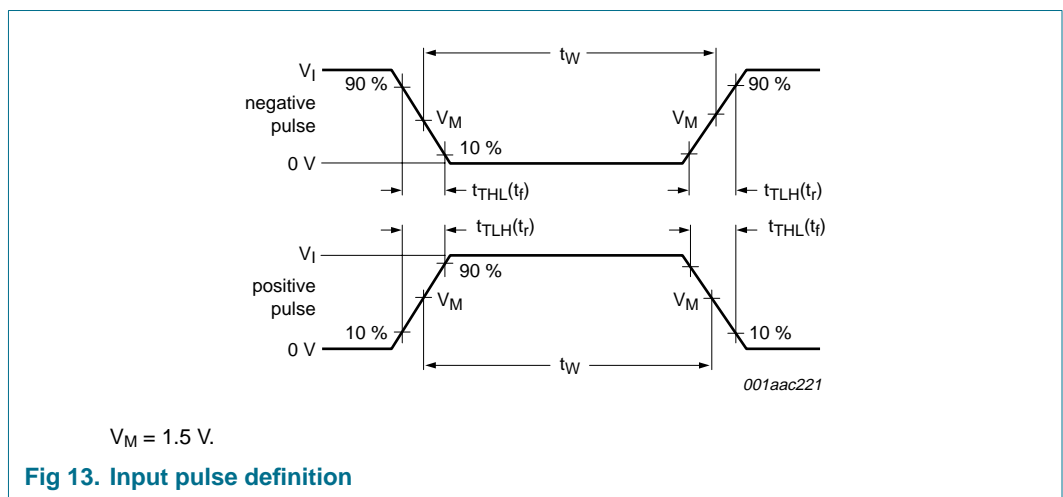 tW
VI
90 %
90 %
negative
pulse
VM
VM
10 %
0 V
tTHL(tf)
tTLH(tr)
tTLH(tr)
tTHL(tf)
VI
90 %
positive
pulse
VM
VM
10 %
10 %
0 V
tW
001aac221
VM = 1.5 V.
Fig 13. Input pulse definition